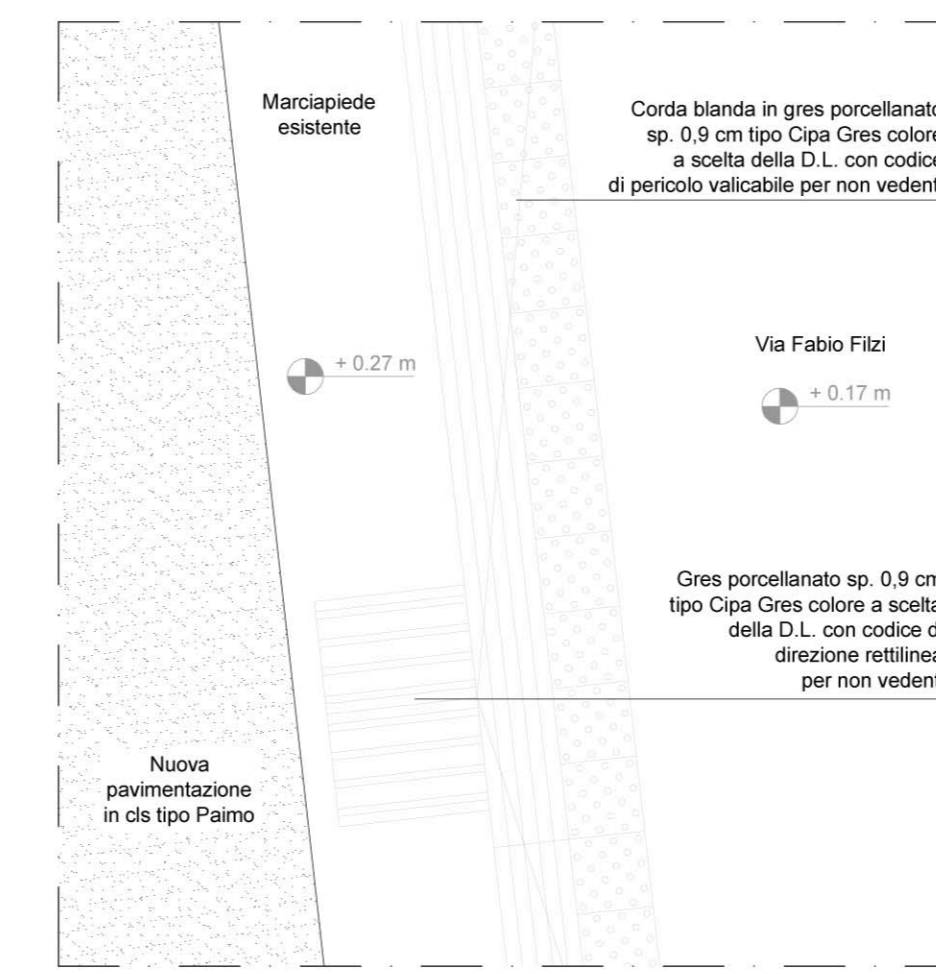 Marciapiede
esistente
Corda blanda in gres porcellanato
sp. 0,9 cm tipo Cipa Gres colore
a scelta della D.L. con codice
di pericolo valicabile per non vedent
+ 0.27 m
Via Fabio Filzi
+ 0.17 m
Gres porcellanato sp. 0,9 cm
tipo Cipa Gres colore a scelta
della D.L. con codice d
direzione rettilinea
per non vedent
Nuova
pavimentazione
in cls tipo Paimo